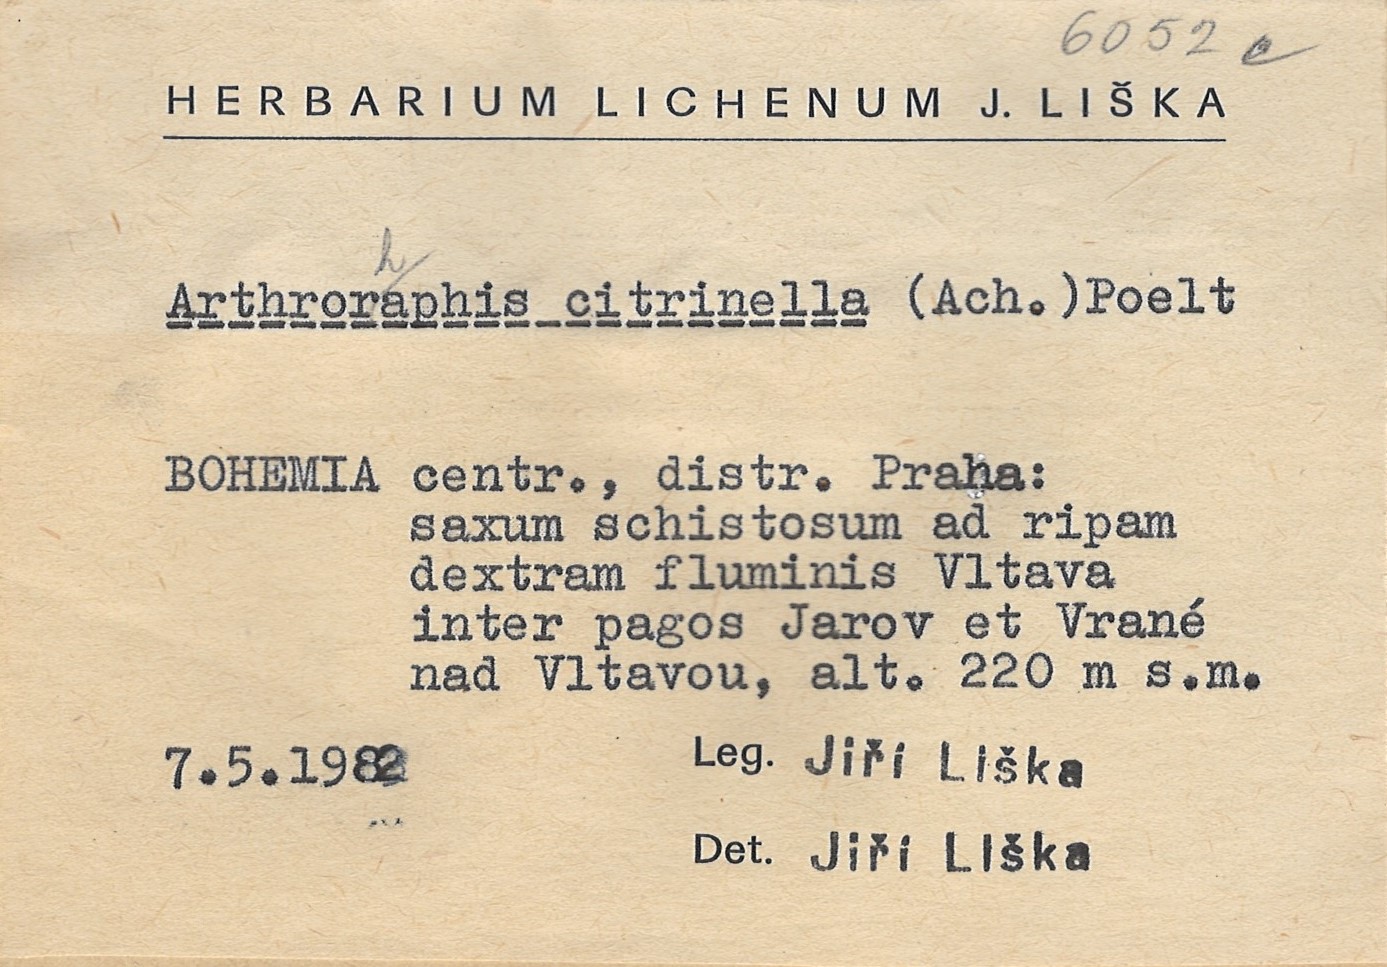 6052 c
HERBARIUM LICHENUM J. LIŠKA
h
Arthroraphis citrinella (Ach.)Poelt
BOHEMIA centr., distr. Praha:
saxum schistosum ad ripam
dextram fluminis Vltava
inter pagos Jarov et Vrané
nad Vltavou, alt. 220 m s.m.
7.5.1982
Leg. Jiří Liška
Det. Jiří Liška